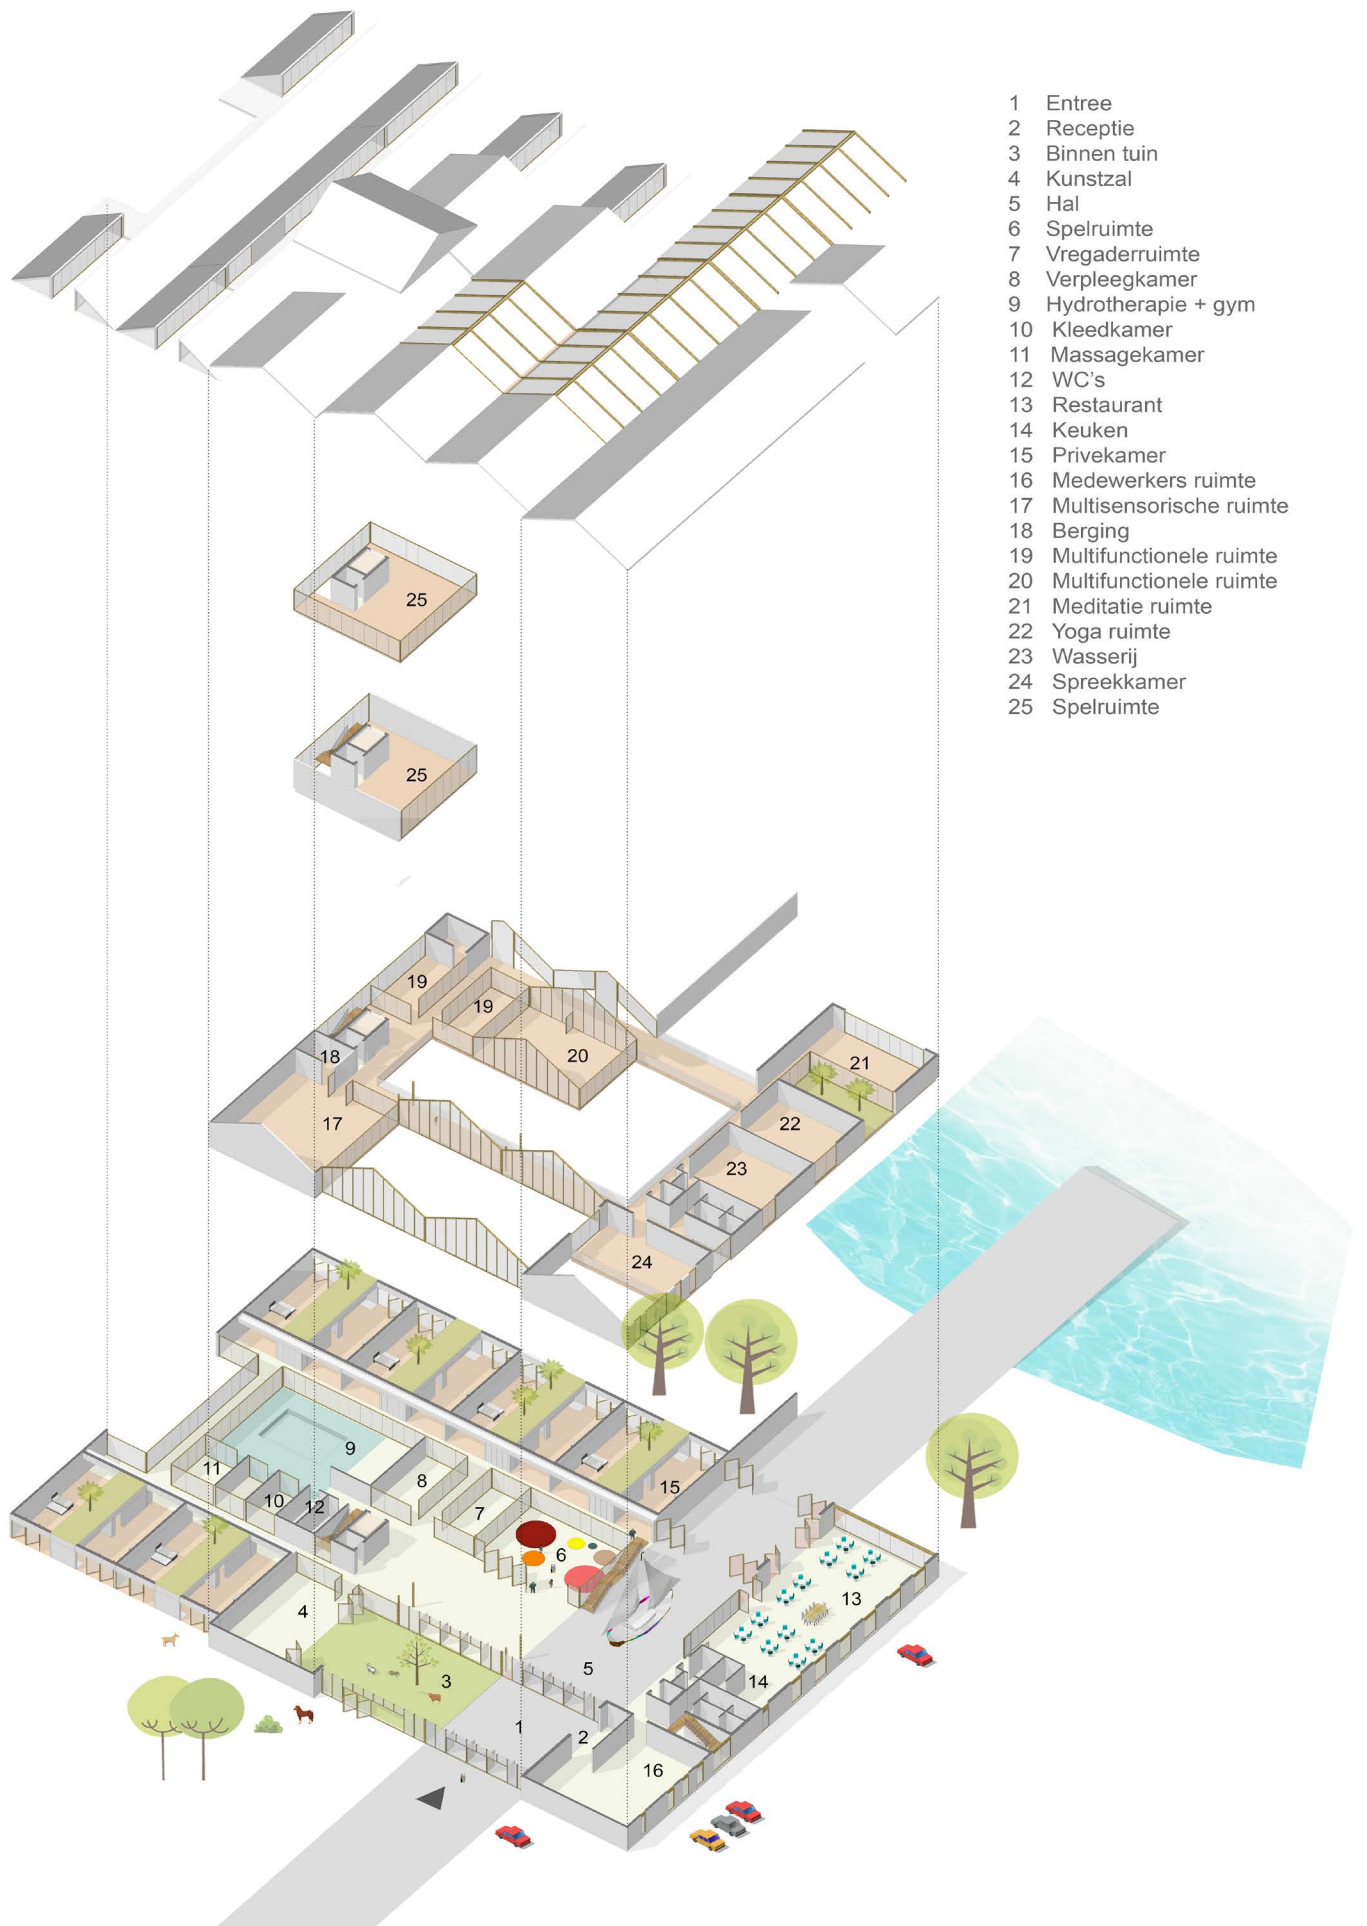 1 Entree
2 Receptie
3 Binnen tuin
4 Kunstzal
5 Hal
6 Spelruimte
7 Vregaderruimte
8 Verpleegkamer
9 Hydrotherapie + gym
10 Kleedkamer
11 Massagekamer
12 WC's
13 Restaurant
14 Keuken
15 Privekamer
16 Medewerkers ruimte
17 Multisensorische ruimte
18 Berging
19 Multifunctionele ruimte
20 Multifunctionele ruimte
21 Meditatie ruimte
22 Yoga ruimte
23 Wasserij
24 Spreekkamer
25 Spelruimte
25
25
19
19
18
20
21
17
22
23
24
9
11
8
10
12
7
15
6
13
4
5
3
14
1
2
16